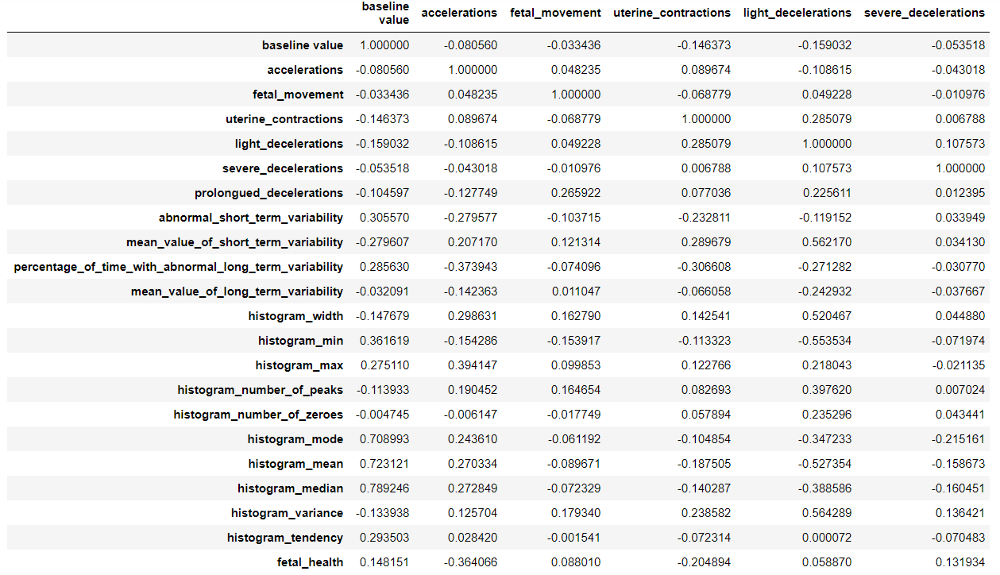 baseline value accelerations fetal_movement uterine_contractions light_decelerations severe_decelerations
baseline value 1.000000 -0.080560 -0.033436 -0.146373 -0.159032 -0.053518
accelerations -0.080560 1.000000 0.048235 0.089674 -0.108615 -0.043018
fetal_movement -0.033436 0.048235 1.000000 -0.068779 0.049228 -0.010976
uterine_contractions -0.146373 0.089674 -0.068779 1.000000 0.285079 0.006788
light_decelerations -0.159032 -0.108615 0.049228 0.285079 1.000000 0.107573
severe_decelerations -0.053518 -0.043018 -0.010976 0.006788 0.107573 1.000000
prolongued_decelerations -0.104597 -0.127749 0.265922 0.077036 0.225611 0.012395
abnormal_short_term_variability 0.305570 -0.279577 -0.103715 -0.232811 -0.119152 0.033949
mean_value_of_short_term_variability -0.279607 0.207170 0.121314 0.289679 0.562170 0.034130
percentage_of_time_with_abnormal_long_term_variability 0.285630 -0.373943 -0.074096 -0.306608 -0.271282 -0.030770
mean_value_of_long_term_variability -0.032091 -0.142363 0.011047 -0.066058 -0.242932 -0.037667
histogram_width -0.147679 0.298631 0.162790 0.142541 0.520467 0.044880
histogram_min 0.361619 -0.154286 -0.153917 -0.113323 -0.553534 -0.071974
histogram_max 0.275110 0.394147 0.099853 0.122766 0.218043 -0.021135
histogram_number_of_peaks -0.113933 0.190452 0.164654 0.082693 0.397620 0.007024
histogram_number_of_zeroes -0.004745 -0.006147 -0.017749 0.057894 0.235296 0.043441
histogram_mode 0.708993 0.243610 -0.061192 -0.104854 -0.347233 -0.215161
histogram_mean 0.723121 0.270334 -0.089671 -0.187505 -0.527354 -0.158673
histogram_median 0.789246 0.272849 -0.072329 -0.140287 -0.388586 -0.160451
histogram_variance -0.133938 0.125704 0.179340 0.238582 0.564289 0.136421
histogram_tendency 0.293503 0.028420 -0.001541 -0.072314 0.000072 -0.070483
fetal_health 0.148151 -0.364066 0.088010 -0.204894 0.058870 0.131934